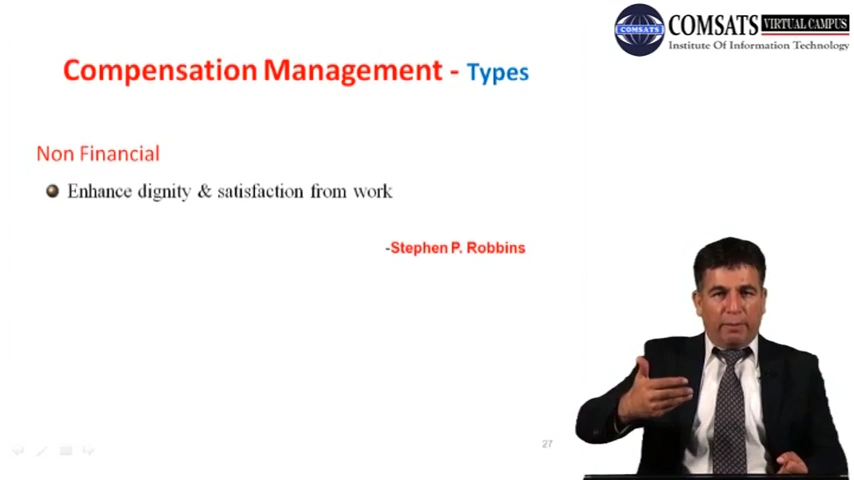 COMSATS VIRTUAL CAMPUS
Institute Of Information Technology
COMSATS
Compensation Management - Types
Non Financial
Enhance dignity & satisfaction from work
-Stephen P. Robbins
27